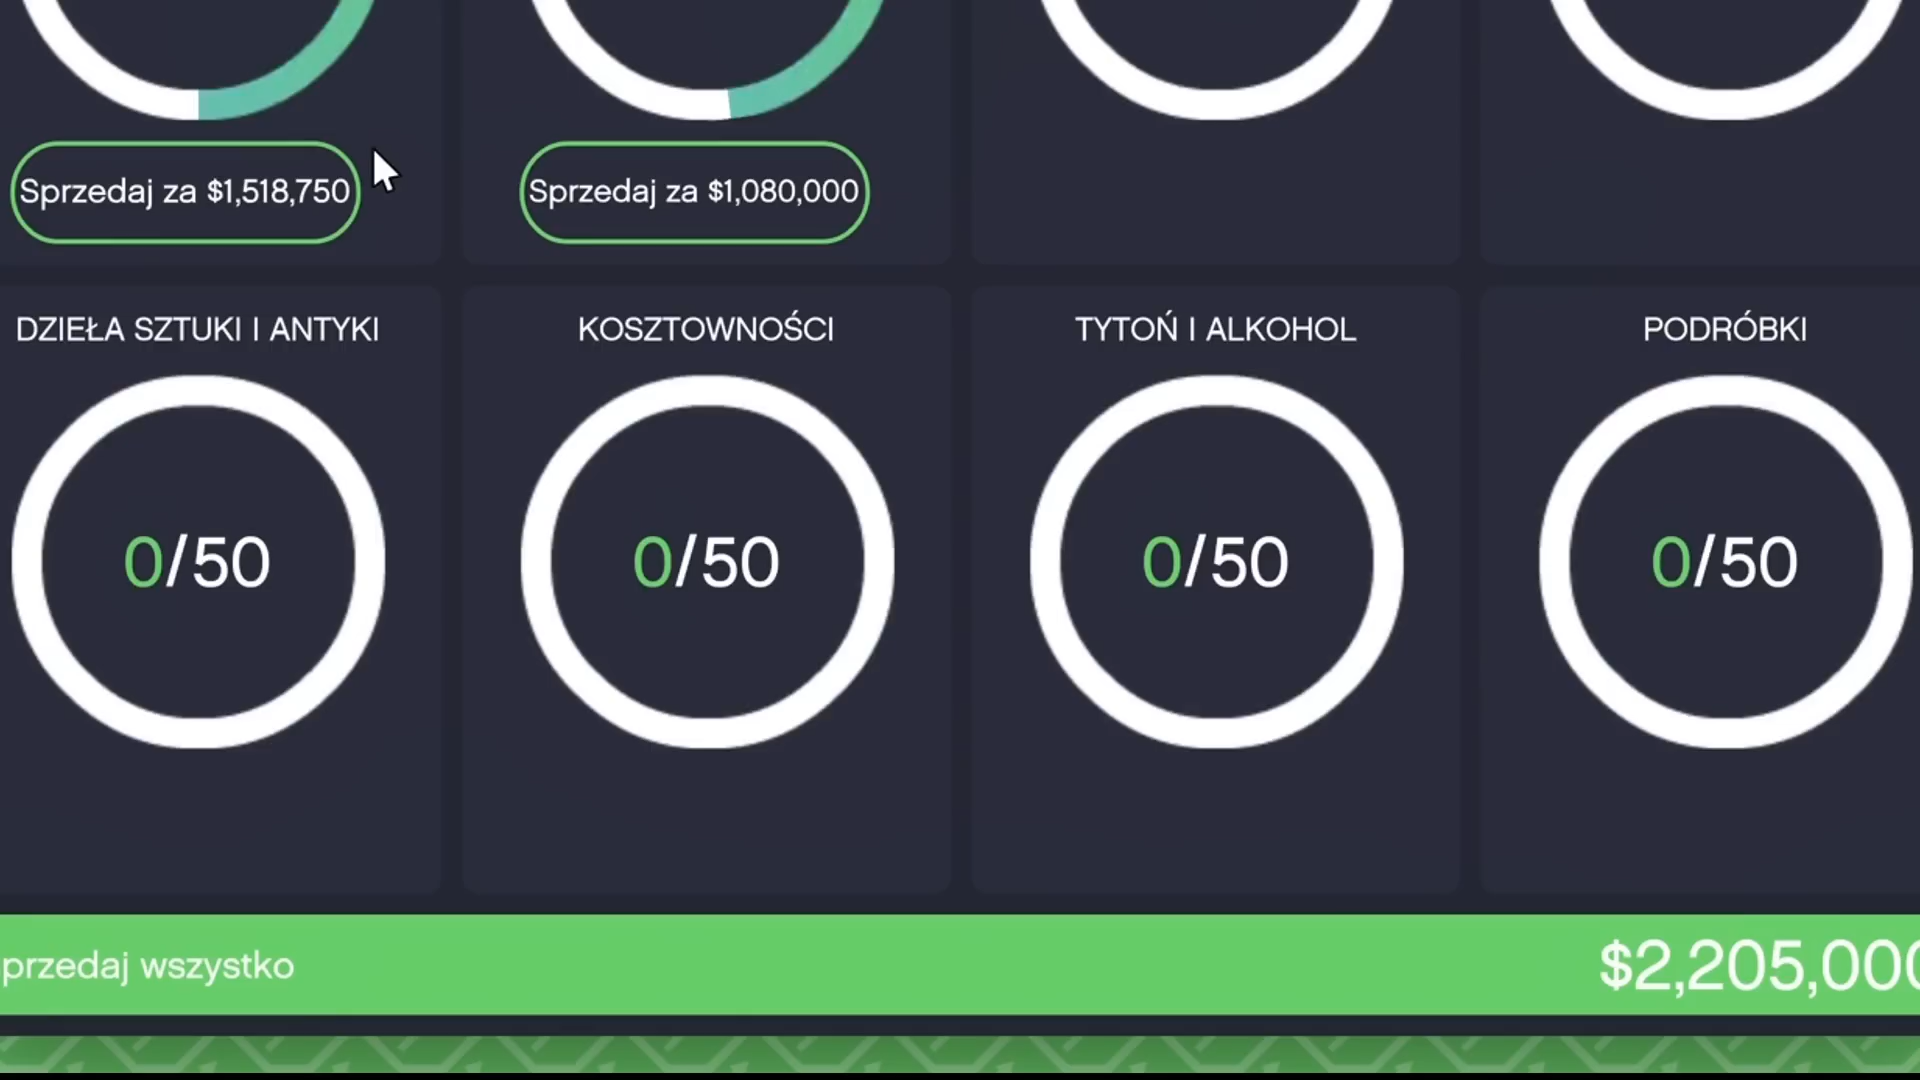 Sprzedaj za $1,518,750
Sprzedaj za $1,080,000
DZIEŁA SZTUKI I ANTYKI
KOSZTOWNOŚCI
TYTOŃ I ALKOHOL
PODRÓBKI
0/50
0/50
0/50
0/50
przedaj wszystko
$2,205,000